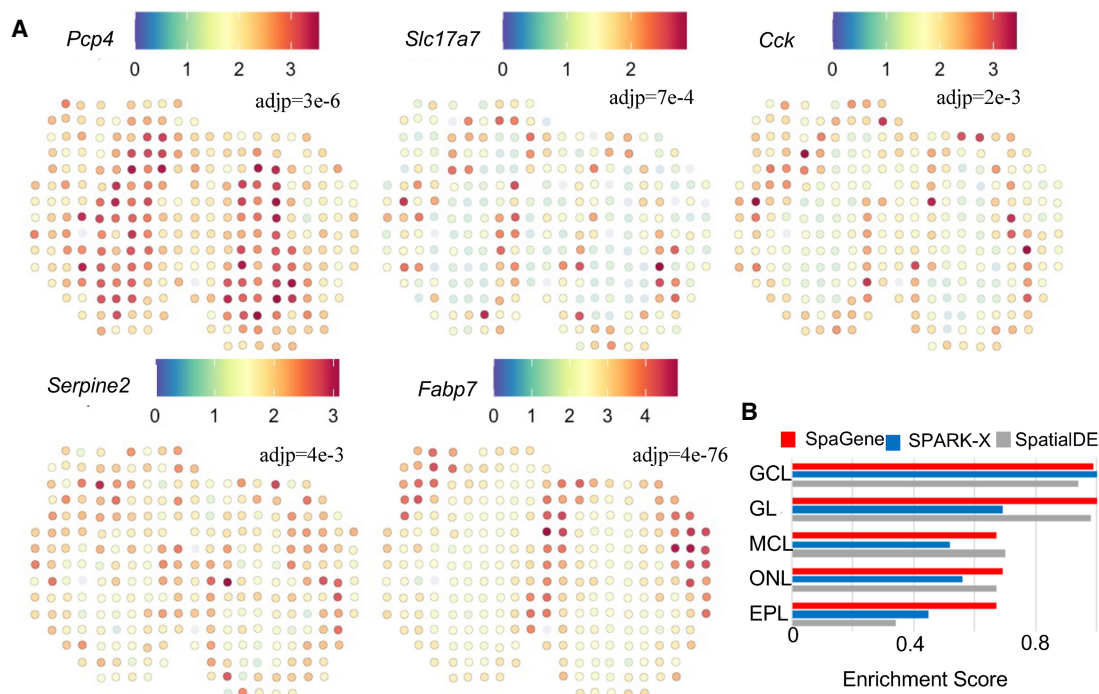 A
Pcp4
0 1 2 3
adjp=3e-6
Slc17a7
0 1 2
adjp=7e-4
Cck
0 1 2 3
adjp=2e-3
Serpine2
0 1 2 3
adjp=4e-3
Fabp7
0 1 2 3 4
adjp=4e-76
B
SpaGene SPARK-X SpatialDE
GCL
GL
MCL
ONL
EPL
0 0.4 0.8
Enrichment Score